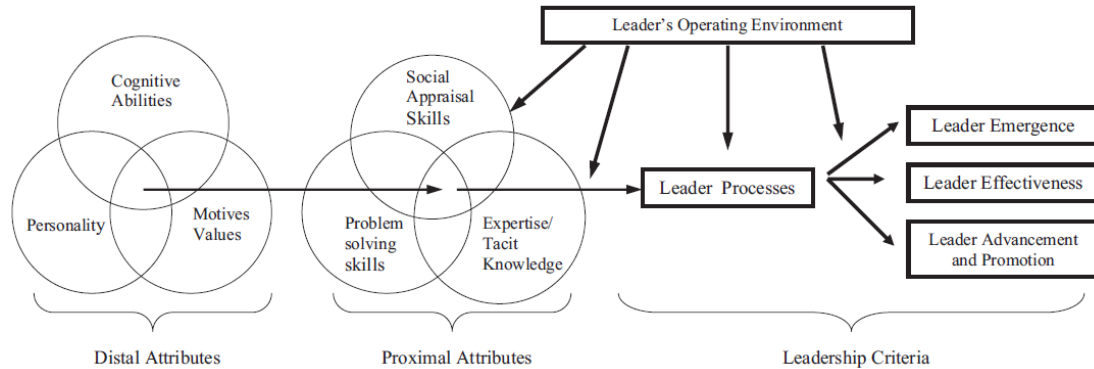 Leader's Operating Environment
Cognitive
Abilities
Personality
Motives
Values
Social
Appraisal
Skills
Problem
solving
skills
Expertise/
Tacit
Knowledge
Leader Processes
Leader Emergence
Leader Effectiveness
Leader Advancement
and Promotion
Distal Attributes
Proximal Attributes
Leadership Criteria